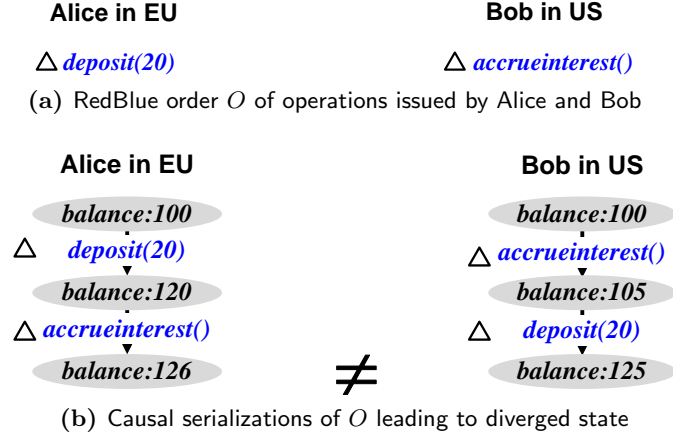 Alice in EU Bob in US
△ deposit(20) △ accrueinterest()
(a) RedBlue order O of operations issued by Alice and Bob
Alice in EU Bob in US
balance:100 balance:100
△ deposit(20) △ accrueinterest()
balance:120 balance:105
△ accrueinterest() △ deposit(20)
balance:126 ≠ balance:125
(b) Causal serializations of O leading to diverged state